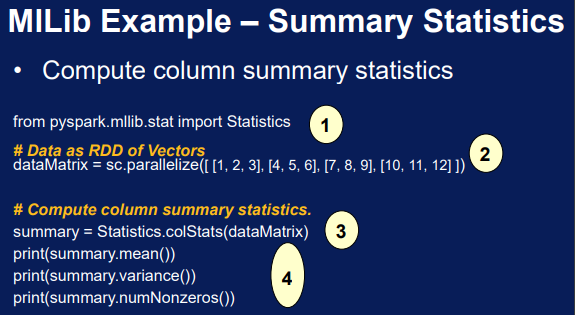 MlLib Example – Summary Statistics
• Compute column summary statistics
from pyspark.mllib.stat import Statistics 1
# Data as RDD of Vectors
dataMatrix = sc.parallelize([ [1, 2, 3], [4, 5, 6], [7, 8, 9], [10, 11, 12] ]) 2
# Compute column summary statistics.
summary = Statistics.colStats(dataMatrix) 3
print(summary.mean())
print(summary.variance()) 4
print(summary.numNonzeros())